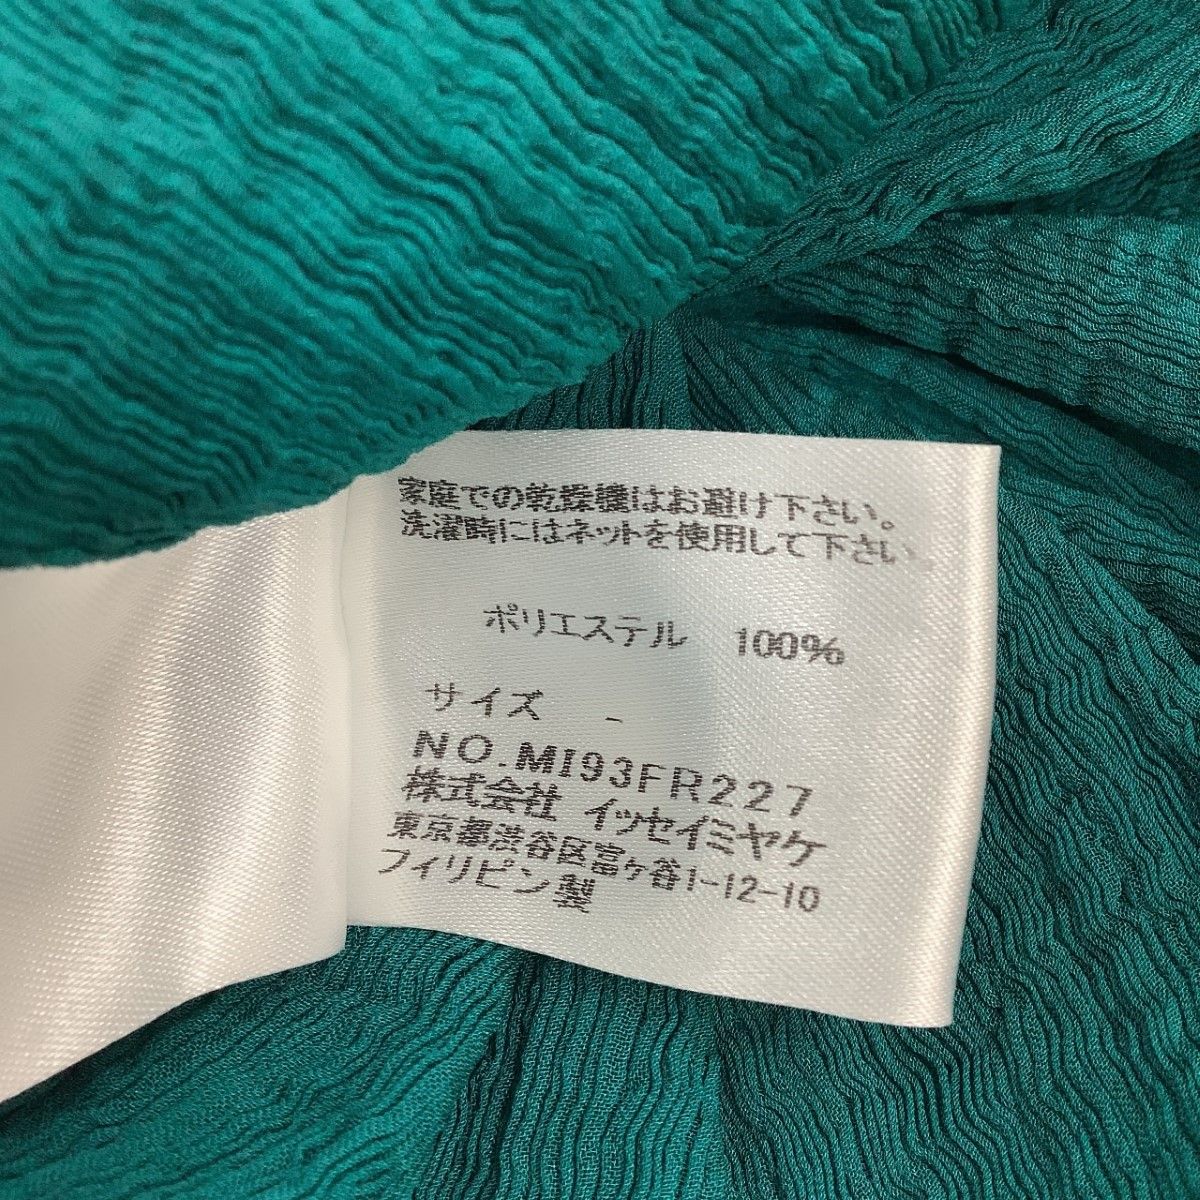 家庭での乾燥機はお避け下さい。
洗濯時にはネットを使用して下さい
ポリエステル 100%
サイズ -
NO.MI93FR227
株式会社 イッセイミヤケ
東京都渋谷区富ヶ谷1-12-10
フィリピン製